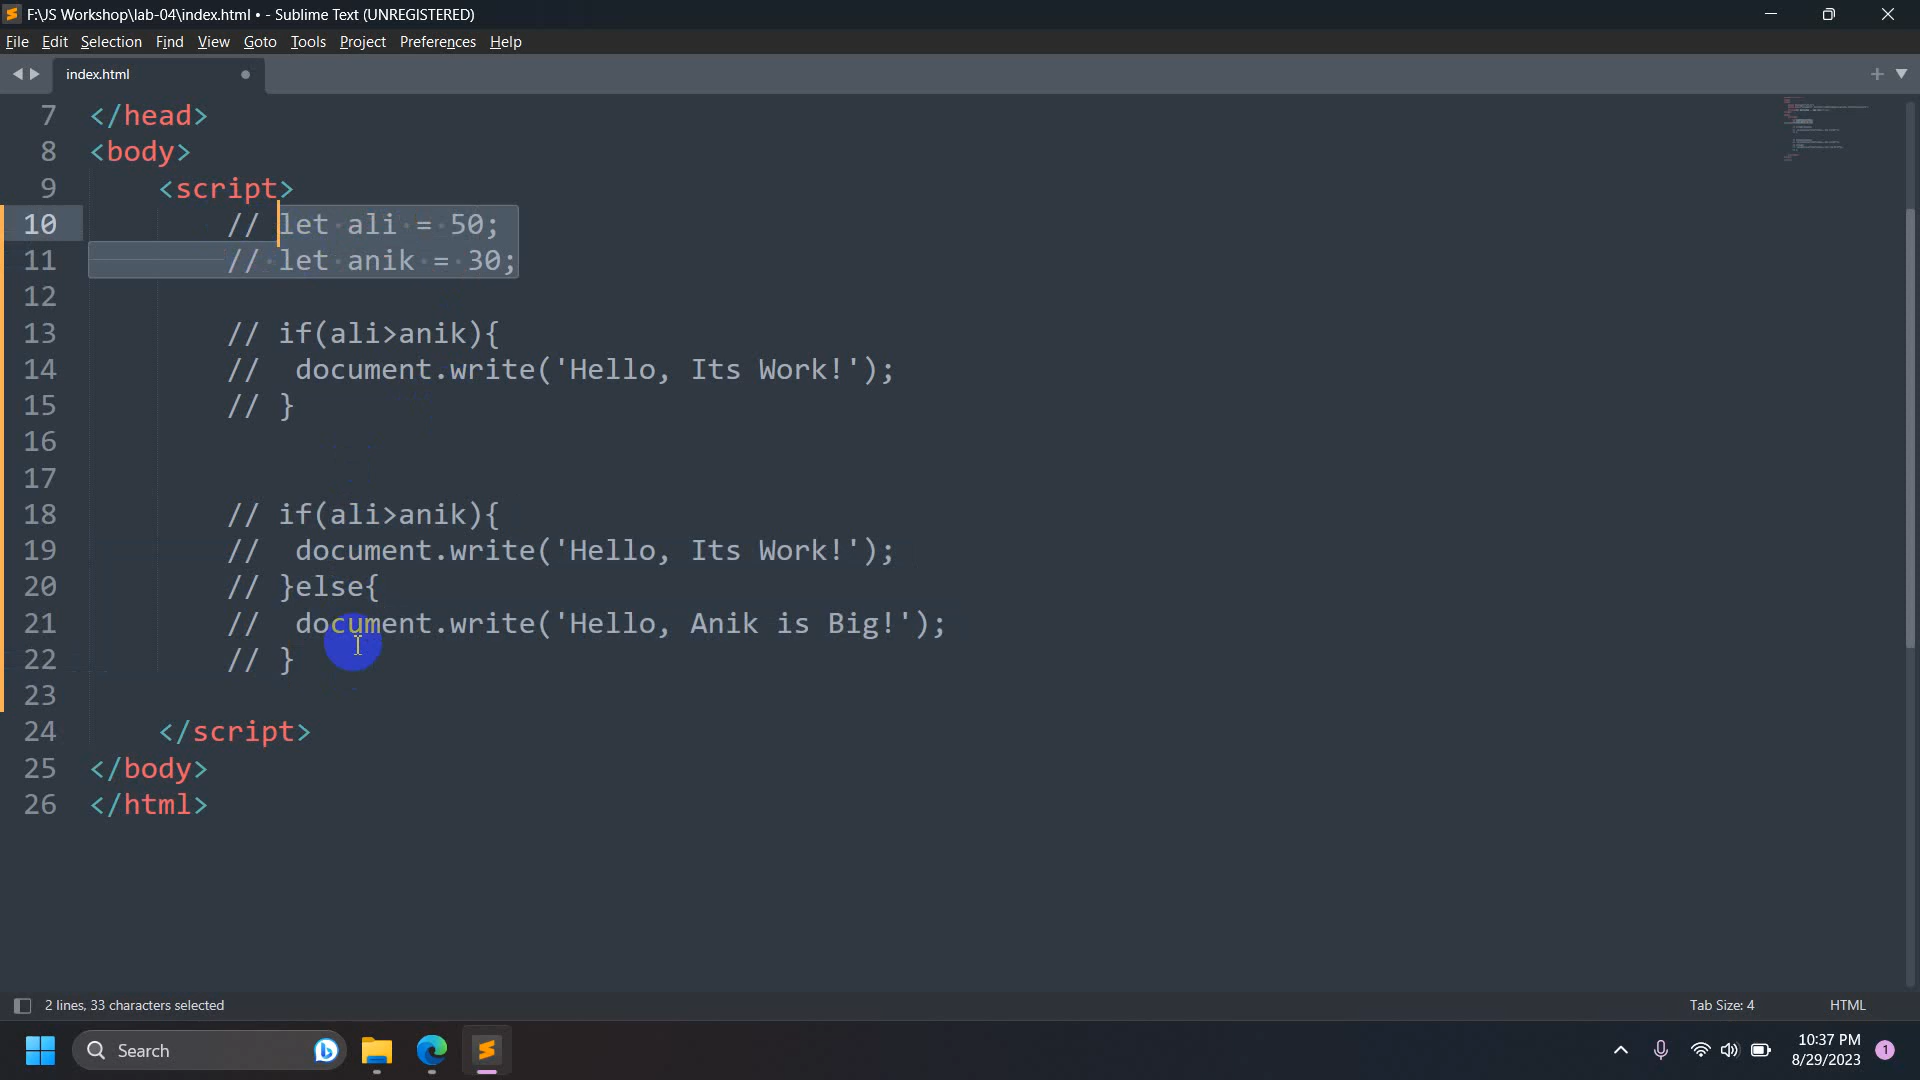 F:\JS Workshop\lab-04\index.html • - Sublime Text (UNREGISTERED)
File Edit Selection Find View Goto Tools Project Preferences Help
index.html
7 </head>
8 <body>
9 <script>
10 // let ali = 50;
11 // let anik = 30;
12
13 // if(ali>anik){
14 // document.write('Hello, Its Work!');
15 // }
16
17
18 // if(ali>anik){
19 // document.write('Hello, Its Work!');
20 // }else{
21 // document.write('Hello, Anik is Big!');
22 // }
23
24 </script>
25 </body>
26 </html>
2 lines, 33 characters selected
Tab Size: 4
HTML
Search
10:37 PM
8/29/2023
1